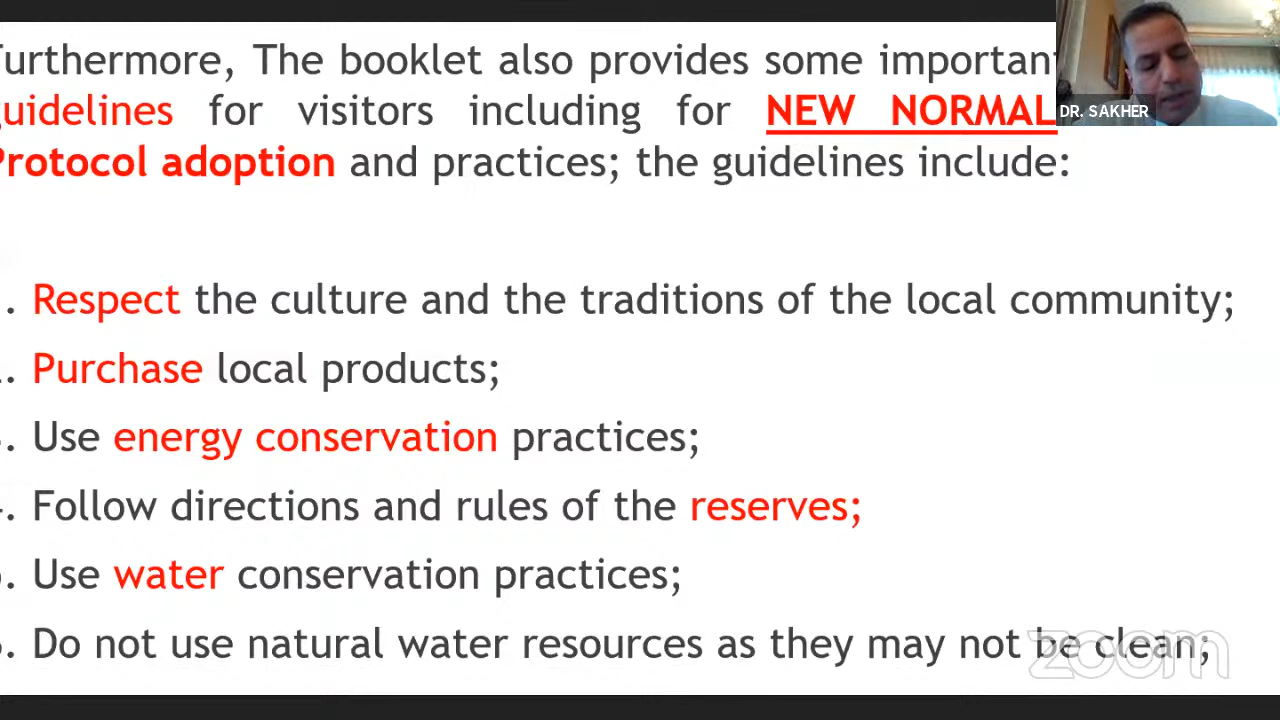 Furthermore, The booklet also provides some important
guidelines for visitors including for NEW NORMAL
Protocol adoption and practices; the guidelines include:
. Respect the culture and the traditions of the local community;
. Purchase local products;
. Use energy conservation practices;
. Follow directions and rules of the reserves;
. Use water conservation practices;
. Do not use natural water resources as they may not be clean;
DR. SAKHER
zoom